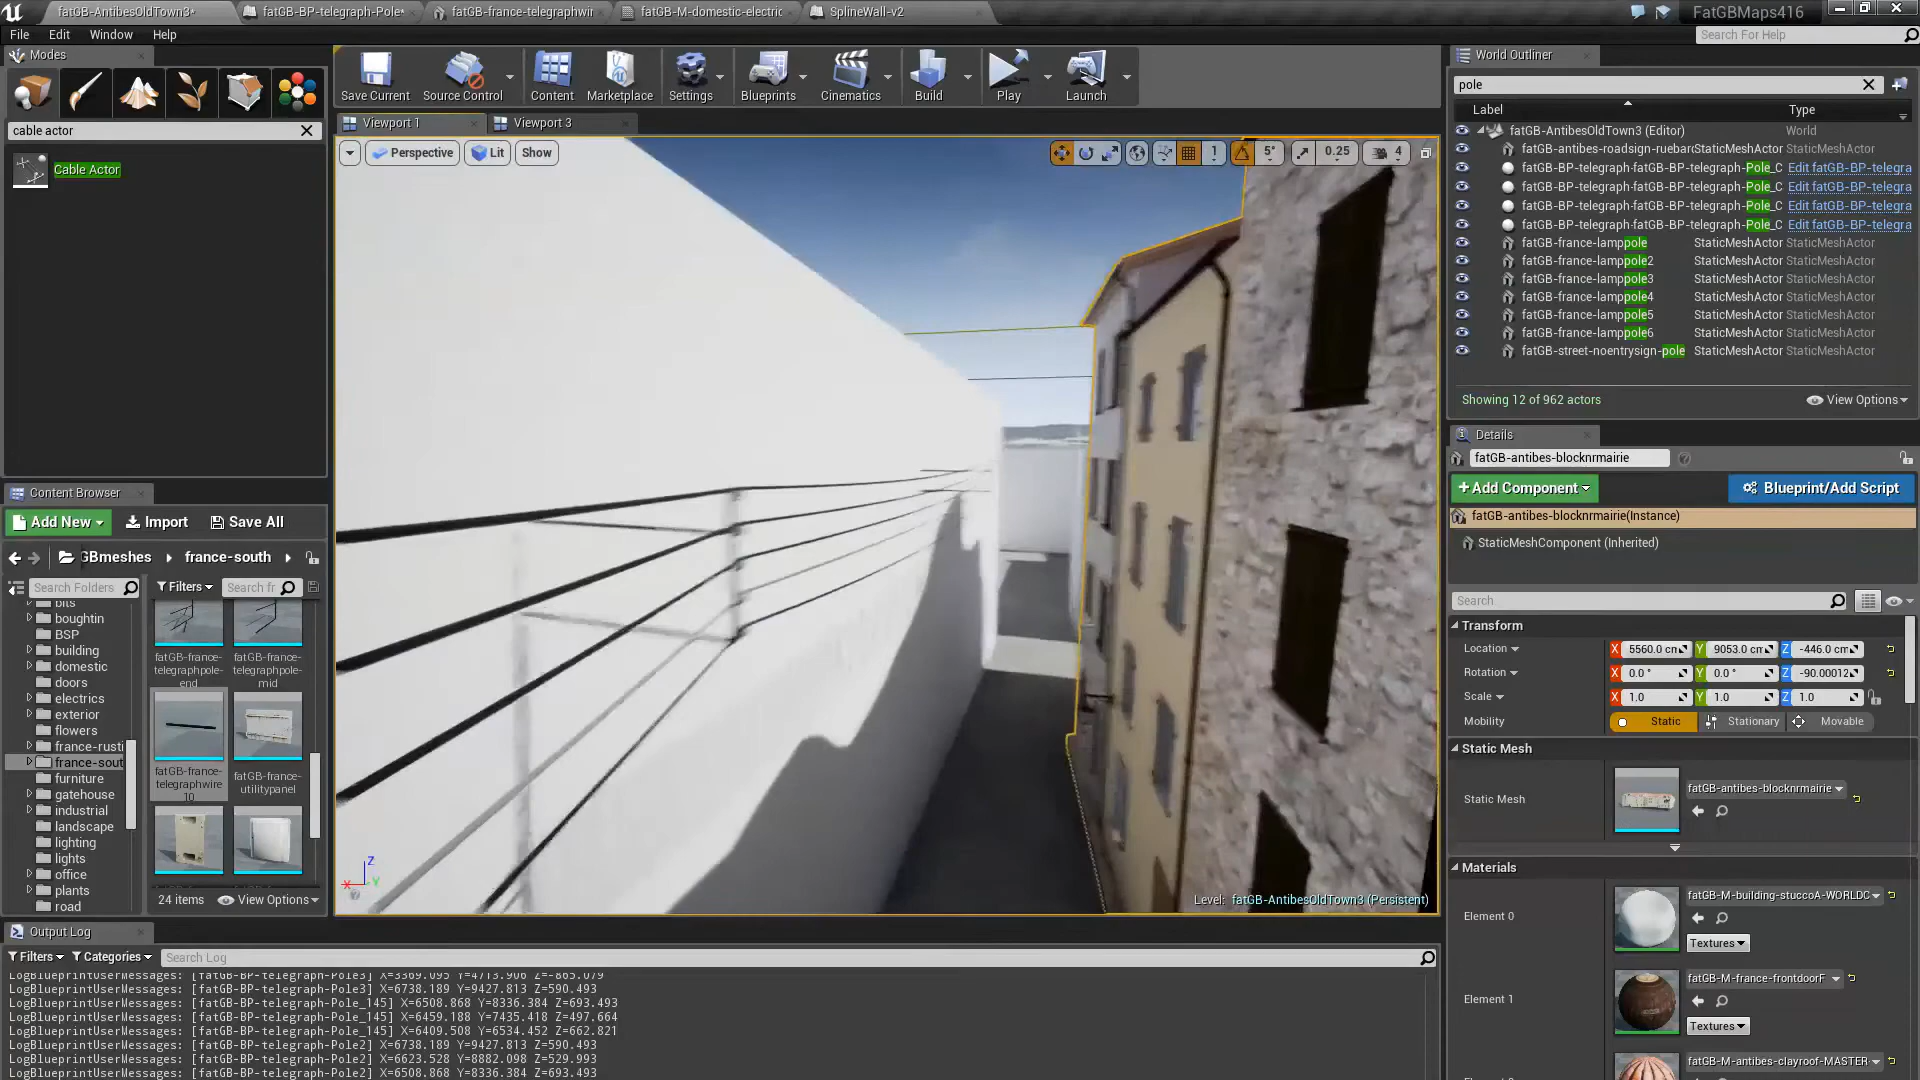 fatGB-AntibesOldTown3*
fatGB-BP-telegraph-Pole*
fatGB-france-telegraphwir
fatGB-M-domestic-electric
SplineWall-v2
FatGBMaps416
File Edit Window Help
Search For Help
Modes
cable actor
Cable Actor
Save Current
Source Control
Content
Marketplace
Settings
Blueprints
Cinematics
Build
Play
Launch
Viewport 1
Viewport 3
Perspective
Lit
Show
1
5°
0.25
4
Level: fatGB-AntibesOldTown3 (Persistent)
World Outliner
pole
Label
Type
fatGB-AntibesOldTown3 (Editor) World
fatGB-antibes-roadsign-ruebarStaticMeshActor StaticMeshActor
fatGB-BP-telegraph-fatGB-BP-telegraph-Pole_C Edit fatGB-BP-telegra
fatGB-BP-telegraph-fatGB-BP-telegraph-Pole_C Edit fatGB-BP-telegra
fatGB-BP-telegraph-fatGB-BP-telegraph-Pole_C Edit fatGB-BP-telegra
fatGB-BP-telegraph-fatGB-BP-telegraph-Pole_C Edit fatGB-BP-telegra
fatGB-france-lamppole StaticMeshActor StaticMeshActor
fatGB-france-lamppole2 StaticMeshActor StaticMeshActor
fatGB-france-lamppole3 StaticMeshActor StaticMeshActor
fatGB-france-lamppole4 StaticMeshActor StaticMeshActor
fatGB-france-lamppole5 StaticMeshActor StaticMeshActor
fatGB-france-lamppole6 StaticMeshActor StaticMeshActor
fatGB-street-noentrysign-pole StaticMeshActor StaticMeshActor
Showing 12 of 962 actors
View Options
Details
fatGB-antibes-blocknrmairie
+Add Component
Blueprint/Add Script
fatGB-antibes-blocknrmairie(Instance)
StaticMeshComponent (Inherited)
Search
Transform
Location X 5560.0 cm Y 9053.0 cm Z -446.0 cm
Rotation X 0.0 ° Y 0.0 ° Z -90.00012
Scale X 1.0 Y 1.0 Z 1.0
Mobility Static Stationary Movable
Static Mesh
Static Mesh
fatGB-antibes-blocknrmairie
Materials
Element 0
fatGB-M-building-stuccoA-WORLDC
Textures
Element 1
fatGB-M-france-frontdoorF
Textures
fatGB-M-antibes-clayroof-MASTER
Content Browser
Add New
Import
Save All
GBmeshes
france-south
Search Folders
Filters
Search fr
bits
boughtin
BSP
building
domestic
doors
electrics
exterior
flowers
france-rusti
france-sout
furniture
gatehouse
industrial
landscape
lighting
lights
office
plants
road
fatGB-france-
telegraphpole-
end
fatGB-france-
telegraphpole-
mid
fatGB-france-
telegraphwire
10
fatGB-france-
utilitypanel
24 items
View Options
Output Log
Filters
Categories
Search Log
LogBlueprintUserMessages: [fatGB-BP-telegraph-Pole3] X=3369.095 Y=4713.906 Z=-865.079
LogBlueprintUserMessages: [fatGB-BP-telegraph-Pole3] X=6738.189 Y=9427.813 Z=590.493
LogBlueprintUserMessages: [fatGB-BP-telegraph-Pole_145] X=6508.868 Y=8336.384 Z=693.493
LogBlueprintUserMessages: [fatGB-BP-telegraph-Pole_145] X=6459.188 Y=7435.418 Z=497.664
LogBlueprintUserMessages: [fatGB-BP-telegraph-Pole_145] X=6409.508 Y=6534.452 Z=662.821
LogBlueprintUserMessages: [fatGB-BP-telegraph-Pole2] X=6738.189 Y=9427.813 Z=590.493
LogBlueprintUserMessages: [fatGB-BP-telegraph-Pole2] X=6623.528 Y=8882.098 Z=529.993
LogBlueprintUserMessages: [fatGB-BP-telegraph-Pole2] X=6508.868 Y=8336.384 Z=693.493